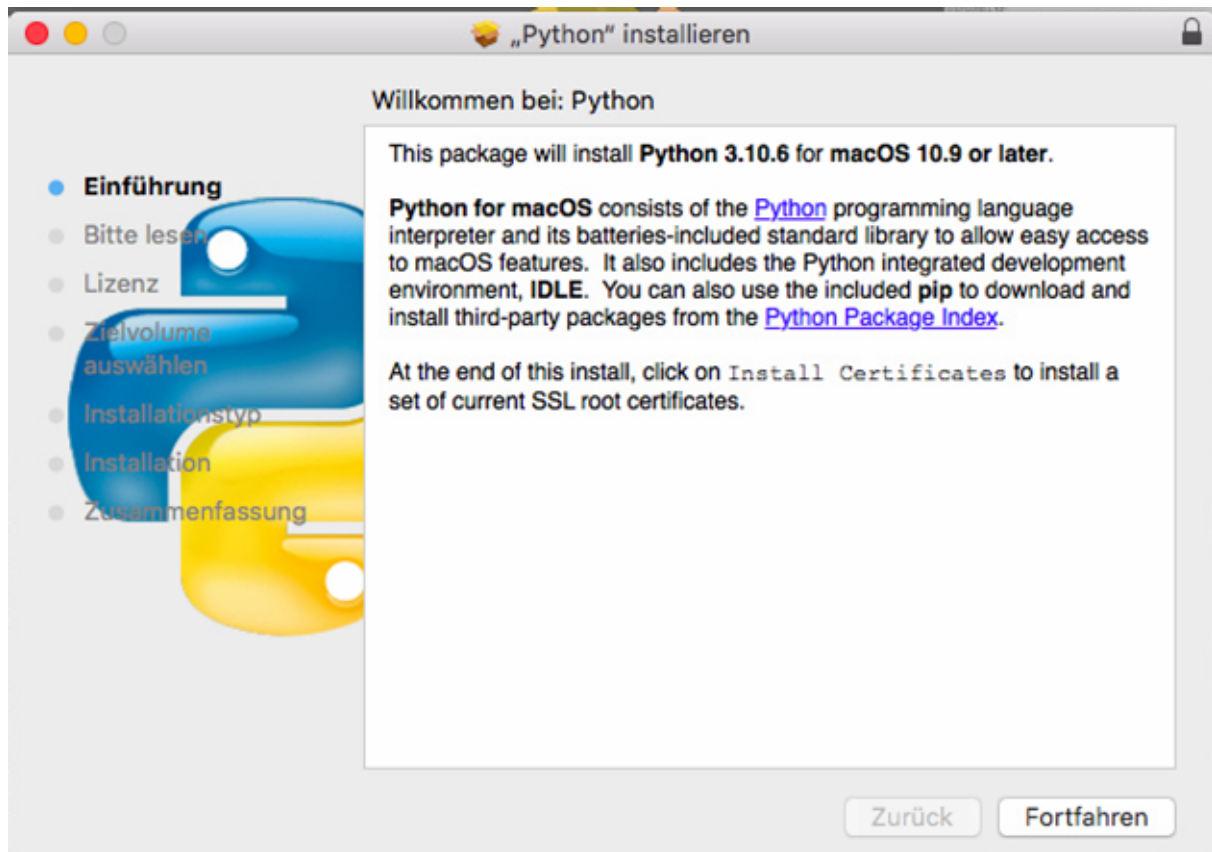 „Python“ installieren
Willkommen bei: Python
Einführung
Bitte lesen
Lizenz
Zielvolume
auswählen
Installationstyp
Installation
Zusammenfassung
This package will install Python 3.10.6 for macOS 10.9 or later.
Python for macOS consists of the Python programming language
interpreter and its batteries-included standard library to allow easy access
to macOS features. It also includes the Python integrated development
environment, IDLE. You can also use the included pip to download and
install third-party packages from the Python Package Index.
At the end of this install, click on Install Certificates to install a
set of current SSL root certificates.
Zurück
Fortfahren